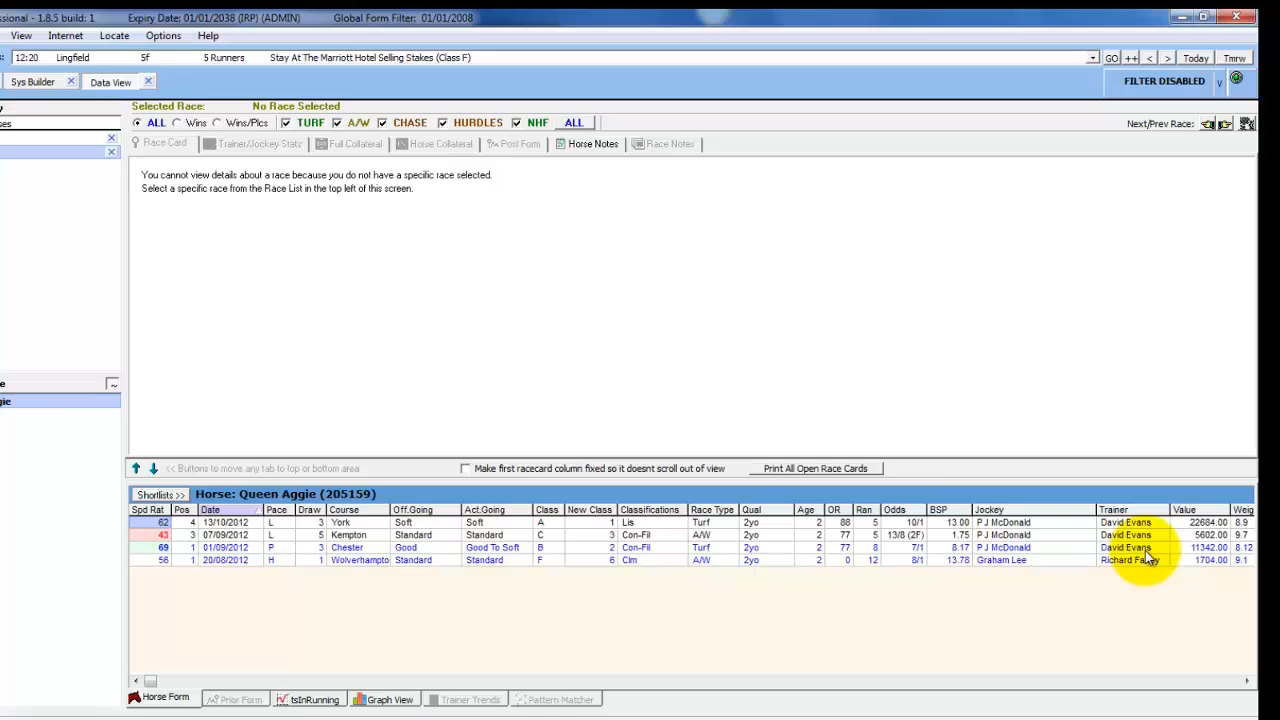 ssional - 1.8.5 build: 1 Expiry Date: 01/01/2038 (IRP) (ADMIN) Global Form Filter: 01/01/2008
View Internet Locate Options Help
s: 12:20 Lingfield 5f 5 Runners Stay At The Marriott Hotel Selling Stakes (Class F) GO ++ < > Today Tmrw
Sys Builder X Data View X FILTER DISABLED v
y Selected Race: No Race Selected
ses ALL Wins Wins/Plcs TURF A/W CHASE HURDLES NHF ALL Next/Prev Race:
Race Card Trainer/Jockey Stats Full Collateral Horse Collateral Post Form Horse Notes Race Notes
You cannot view details about a race because you do not have a specific race selected.
Select a specific race from the Race List in the top left of this screen.
e ~
gie
<< Buttons to move any tab to top or bottom area Make first racecard column fixed so it doesnt scroll out of view Print All Open Race Cards
Shortlists >> Horse: Queen Aggie (205159)
Spd Rat Pos Date Pace Draw Course Off.Going Act.Going Class New Class Classifications Race Type Qual Age OR Ran Odds BSP Jockey Trainer Value Weig
62 4 13/10/2012 L 3 York Soft Soft A 1 Lis Turf 2yo 2 88 5 10/1 13.00 P J McDonald David Evans 22684.00 8.9
43 3 07/09/2012 L 5 Kempton Standard Standard C 3 Con-Fil A/W 2yo 2 77 5 13/8 (2F) 1.75 P J McDonald David Evans 5602.00 9.7
69 1 01/09/2012 P 3 Chester Good Good To Soft B 2 Con-Fil Turf 2yo 2 77 8 7/1 8.17 P J McDonald David Evans 11342.00 8.12
56 1 20/08/2012 H 1 Wolverhampto Standard Standard F 6 Clm A/W 2yo 2 0 12 8/1 13.78 Graham Lee Richard 1704.00 9.1
Horse Form Prior Form tsInRunning Graph View Trainer Trends Pattern Matcher